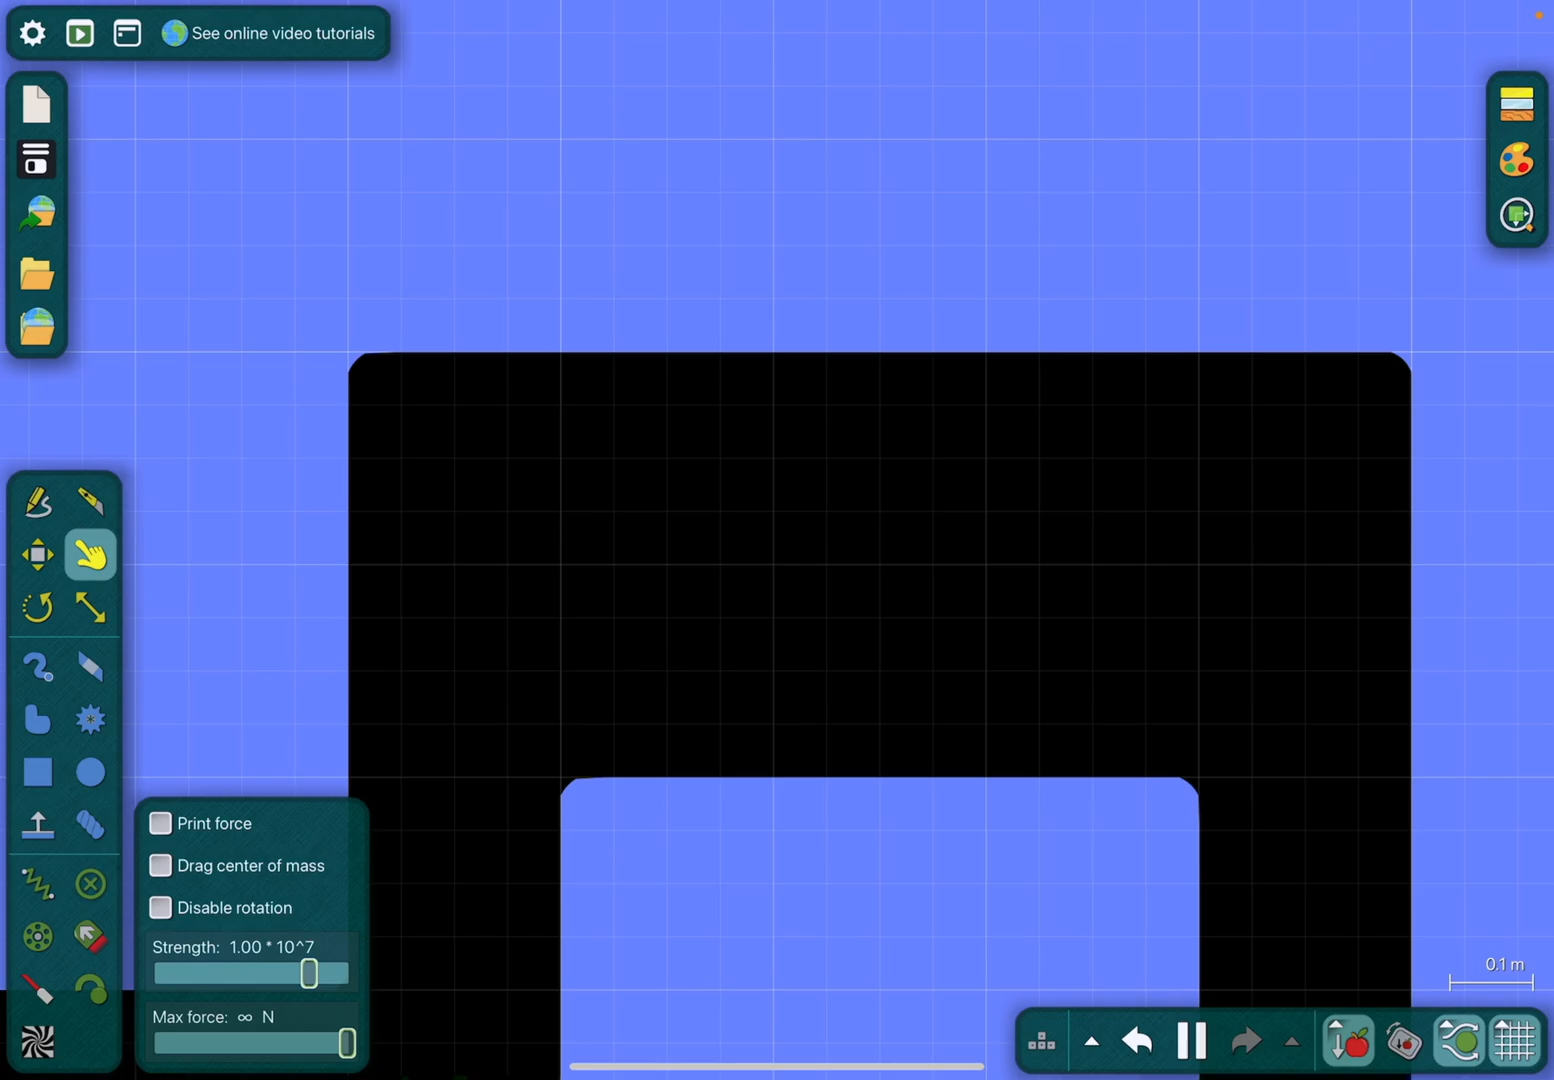 See online video tutorials
Print force
Drag center of mass
Disable rotation
Strength: 1.00 * 10^7
Max force: ∞ N
0.1 m